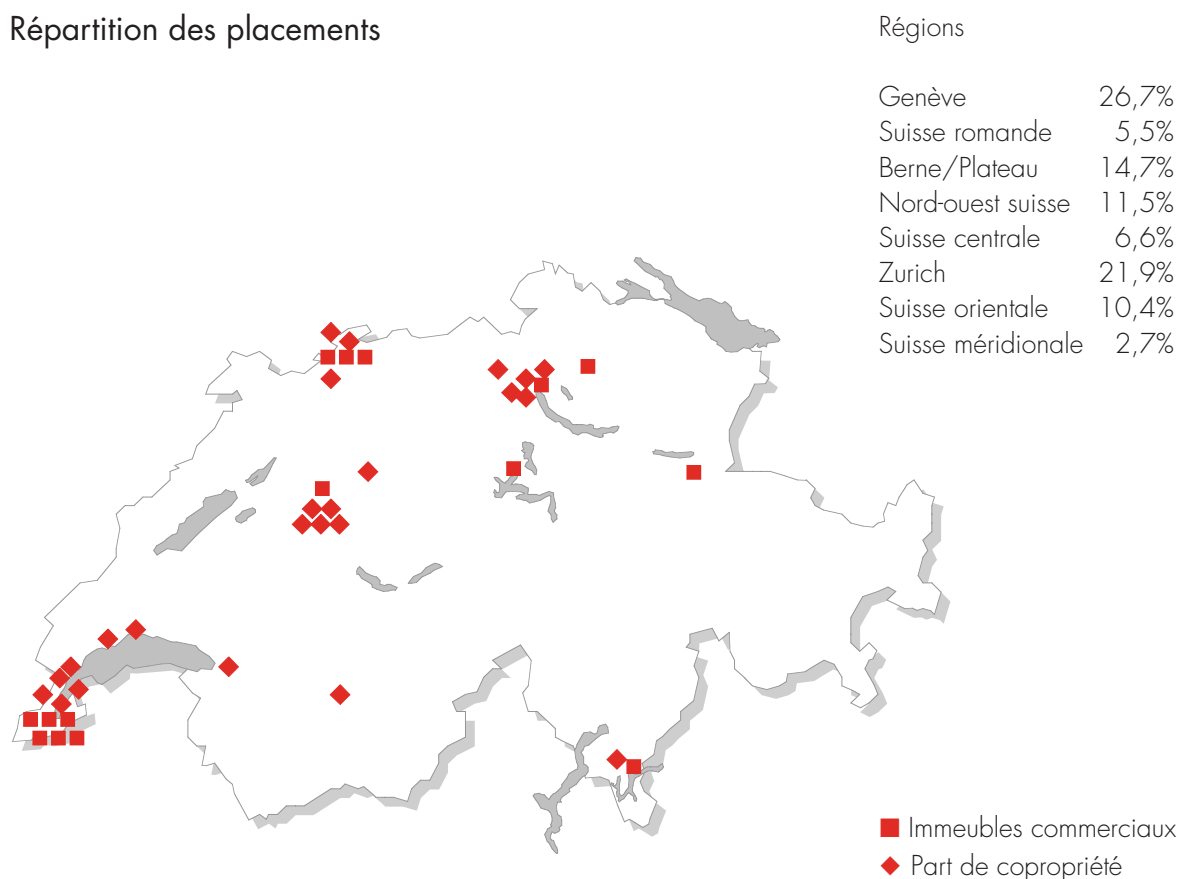 Répartition des placements
Régions
Genève 26,7%
Suisse romande 5,5%
Berne/Plateau 14,7%
Nord-ouest suisse 11,5%
Suisse centrale 6,6%
Zurich 21,9%
Suisse orientale 10,4%
Suisse méridionale 2,7%
Immeubles commerciaux
Part de copropriété